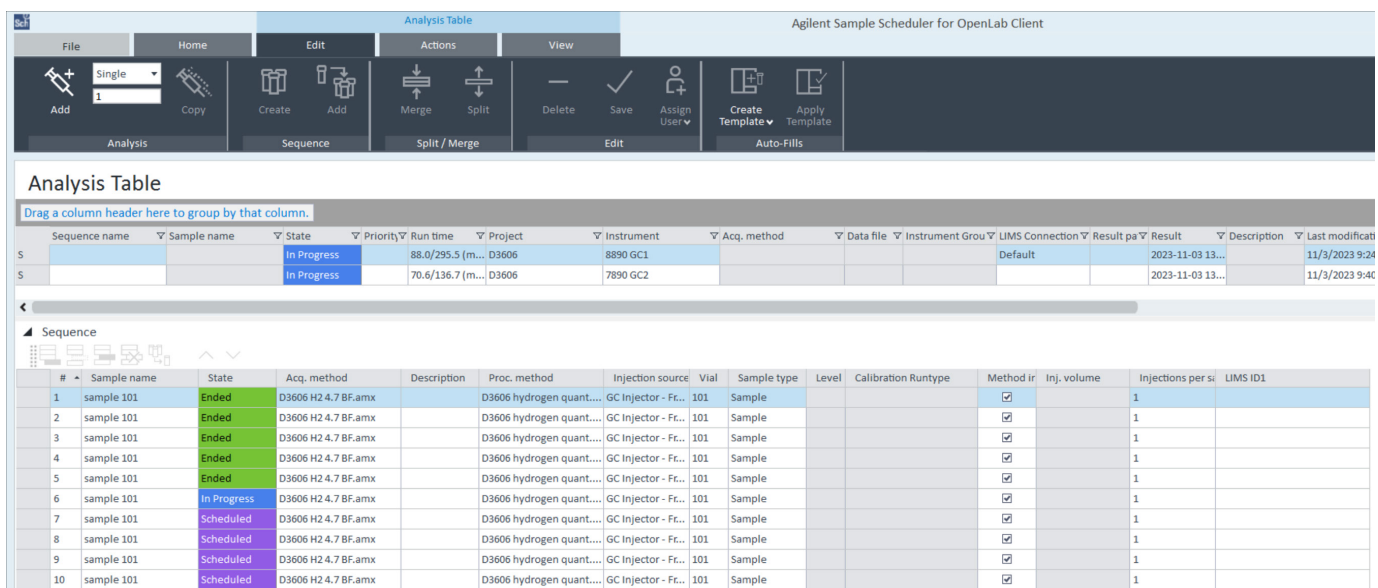 Sch
Analysis Table
Agilent Sample Scheduler for OpenLab Client
File Home Edit Actions View
Single
1
Add Copy Create Add Merge Split Delete Save Assign User Create Template Apply Template
Analysis Sequence Split / Merge Edit Auto-Fills
Analysis Table
Drag a column header here to group by that column.
Sequence name Sample name State Priority Run time Project Instrument Acq. method Data file Instrument Grou LIMS Connection Result pa Result Description Last modificati
S In Progress 88.0/295.5 (m... D3606 8890 GC1 Default 2023-11-03 13... 11/3/2023 9:24
S In Progress 70.6/136.7 (m... D3606 7890 GC2 2023-11-03 13... 11/3/2023 9:40
Sequence
# Sample name State Acq. method Description Proc. method Injection source Vial Sample type Level Calibration Runtype Method ir Inj. volume Injections per sa LIMS ID1
1 sample 101 Ended D3606 H2 4.7 BF.amx D3606 hydrogen quant.... GC Injector - Fr... 101 Sample 1
2 sample 101 Ended D3606 H2 4.7 BF.amx D3606 hydrogen quant.... GC Injector - Fr... 101 Sample 1
3 sample 101 Ended D3606 H2 4.7 BF.amx D3606 hydrogen quant.... GC Injector - Fr... 101 Sample 1
4 sample 101 Ended D3606 H2 4.7 BF.amx D3606 hydrogen quant.... GC Injector - Fr... 101 Sample 1
5 sample 101 Ended D3606 H2 4.7 BF.amx D3606 hydrogen quant.... GC Injector - Fr... 101 Sample 1
6 sample 101 In Progress D3606 H2 4.7 BF.amx D3606 hydrogen quant.... GC Injector - Fr... 101 Sample 1
7 sample 101 Scheduled D3606 H2 4.7 BF.amx D3606 hydrogen quant.... GC Injector - Fr... 101 Sample 1
8 sample 101 Scheduled D3606 H2 4.7 BF.amx D3606 hydrogen quant.... GC Injector - Fr... 101 Sample 1
9 sample 101 Scheduled D3606 H2 4.7 BF.amx D3606 hydrogen quant.... GC Injector - Fr... 101 Sample 1
10 sample 101 Scheduled D3606 H2 4.7 BF.amx D3606 hydrogen quant.... GC Injector - Fr... 101 Sample 1